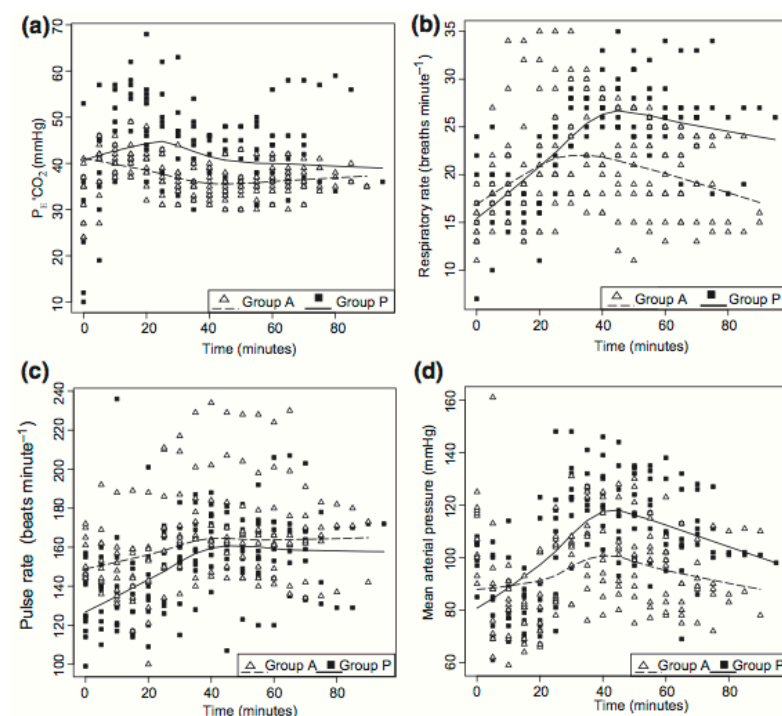 (a)
70
60
50
40
30
20
10
PE'CO2 (mmHg)
0 20 40 60 80
Time (minutes)
Group A Group P
(b)
35
30
25
20
15
10
Respiratory rate (breaths minute−1)
0 20 40 60 80
Time (minutes)
Group A Group P
(c)
240
220
200
180
160
140
120
100
Pulse rate (beats minute−1)
0 20 40 60 80
Time (minutes)
Group A Group P
(d)
160
140
120
100
80
60
Mean arterial pressure (mmHg)
0 20 40 60 80
Time (minutes)
Group A Group P